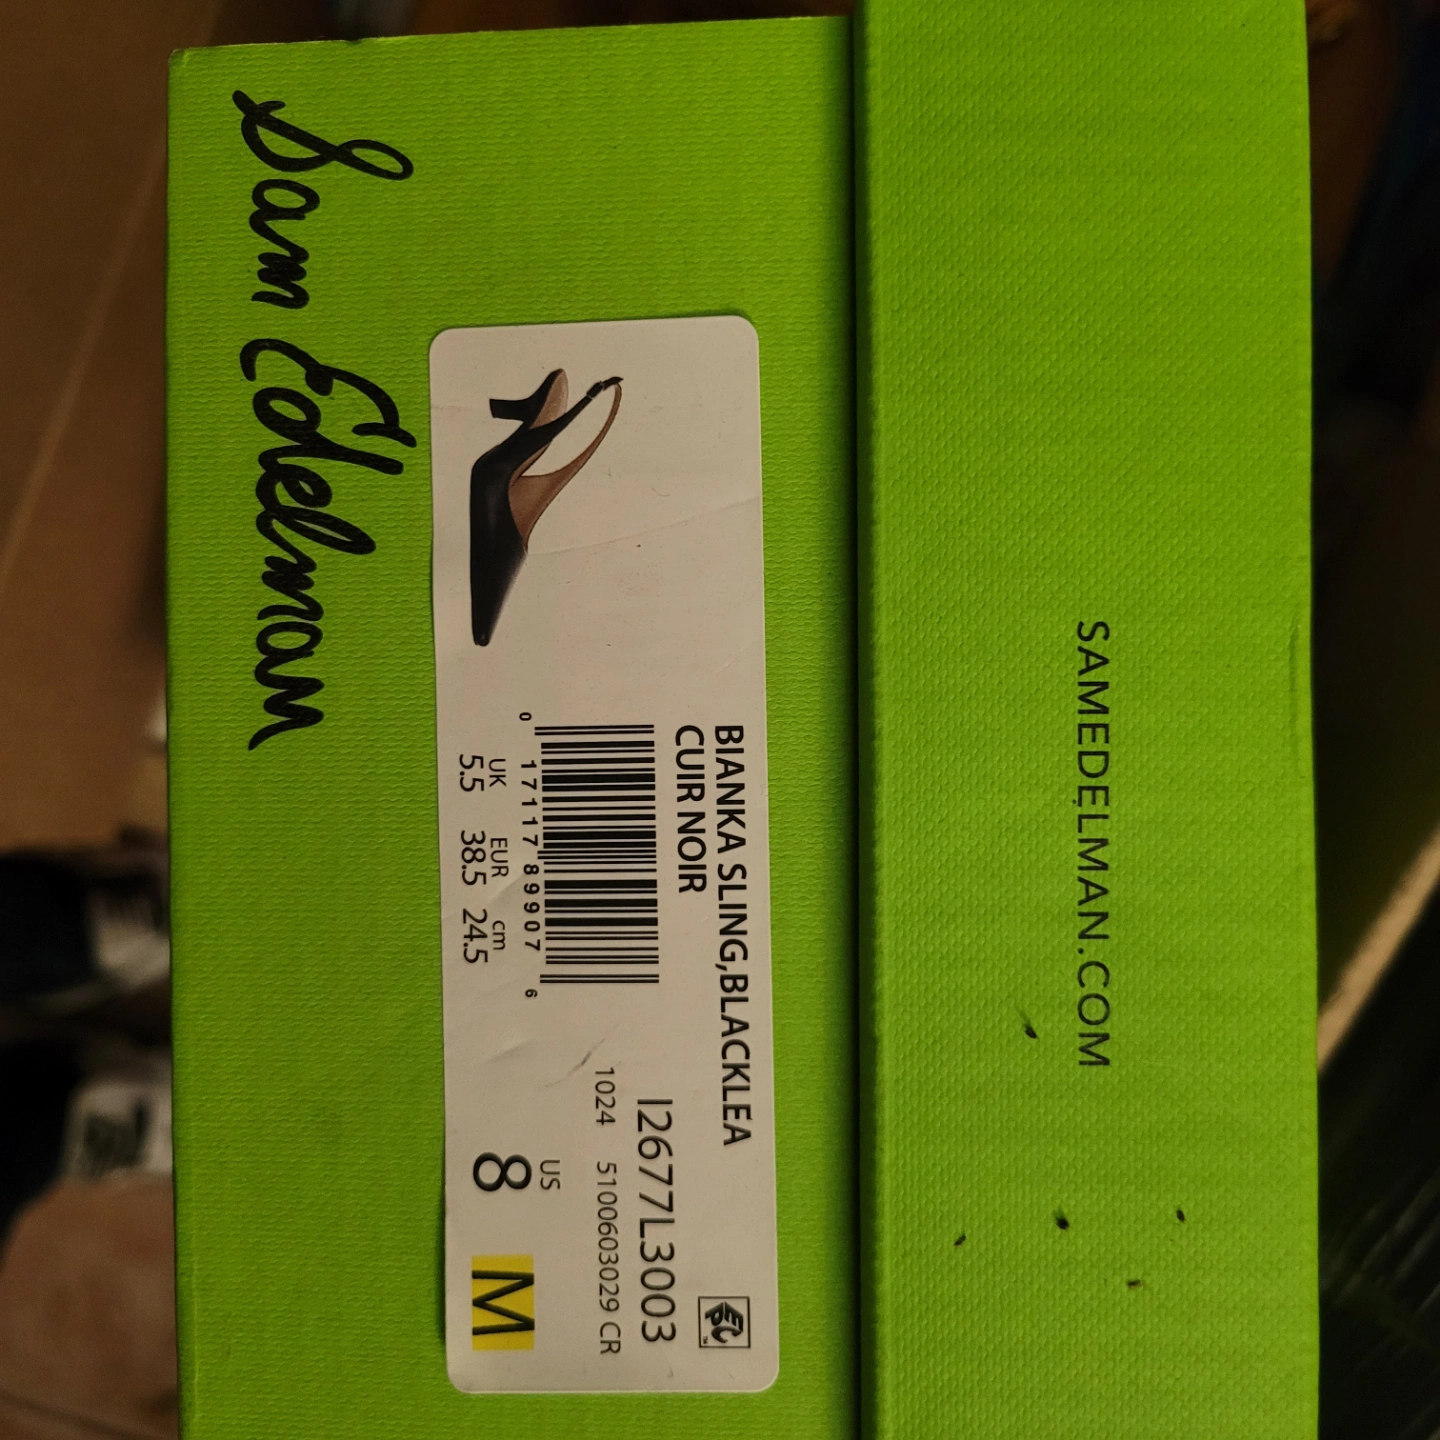 SAMEDELMAN.COM
BIANKA SLING,BLACKLEA
CUIR NOIR
I2677L3003
1024 5100603029 CR
0 17117 89907 6
UK EUR cm
5.5 38.5 24.5
US
8 M
Sam Edelman